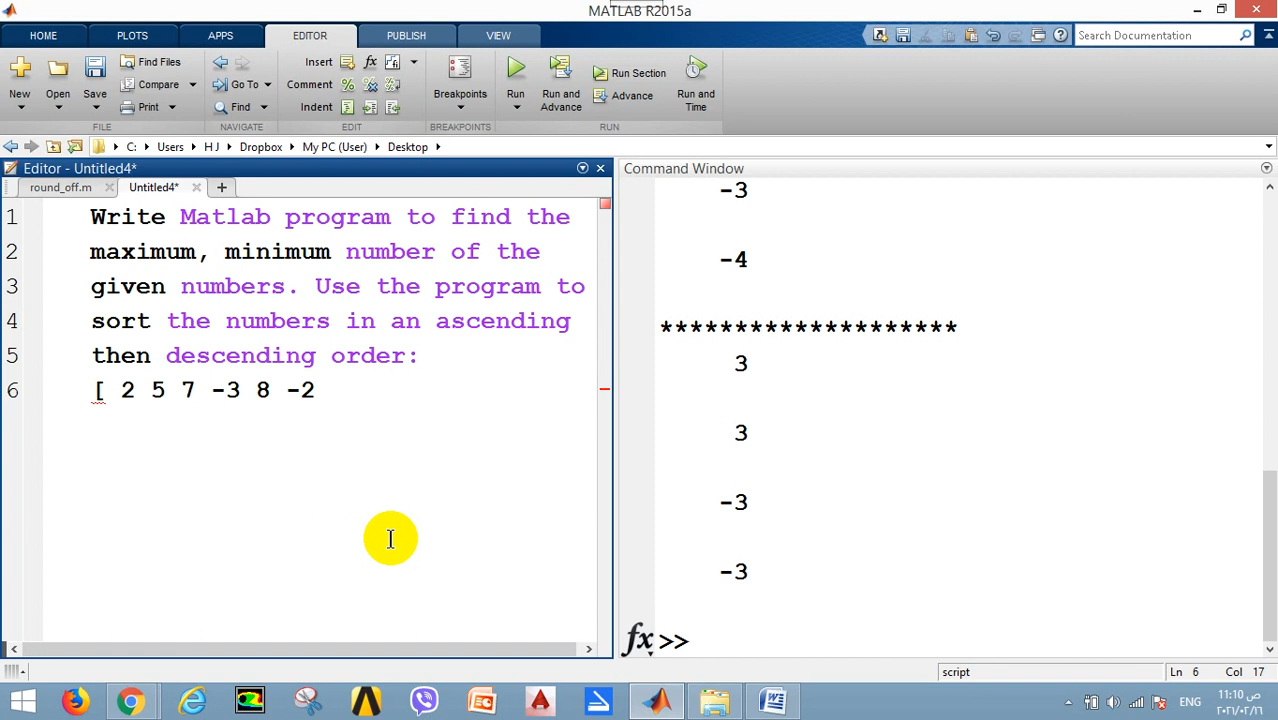 MATLAB R2015a
HOME PLOTS APPS EDITOR PUBLISH VIEW
Search Documentation
New Open Save Find Files Compare Print
Go To Find
Insert fx
Comment
Indent
Breakpoints
Run Run and Advance Run Section Advance Run and Time
FILE NAVIGATE EDIT BREAKPOINTS RUN
C: Users H J Dropbox My PC (User) Desktop
Editor - Untitled4*
round_off.m Untitled4*
1 Write Matlab program to find the
2 maximum, minimum number of the
3 given numbers. Use the program to
4 sort the numbers in an ascending
5 then descending order:
6 [ 2 5 7 -3 8 -2
Command Window
-3
-4
********************
3
3
-3
-3
fx >>
script Ln 6 Col 17
ENG